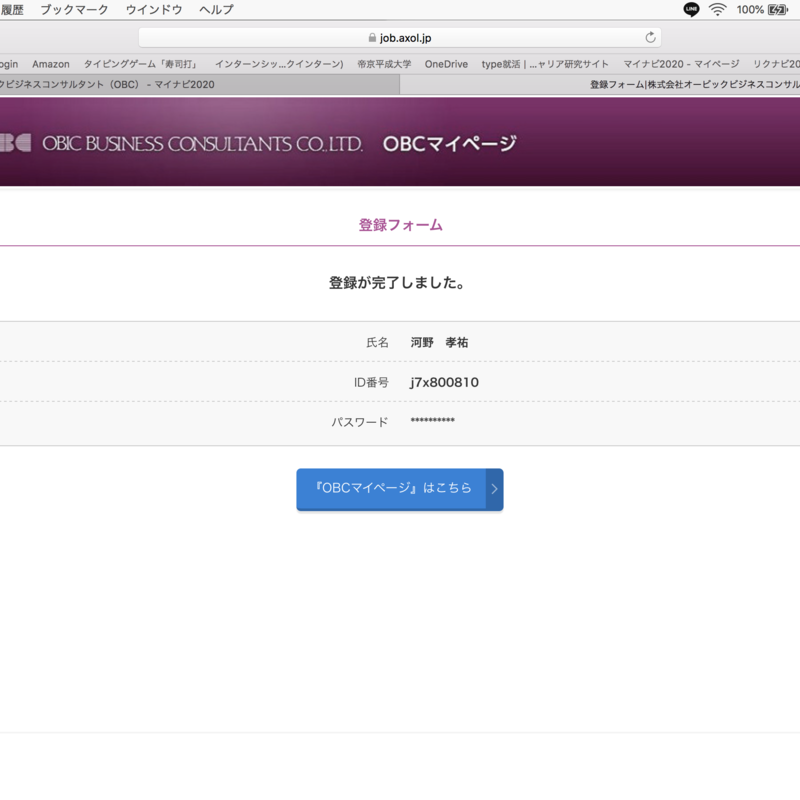 履歴 ブックマーク ウインドウ ヘルプ LINE 100%
job.axol.jp
ogin Amazon タイピングゲーム「寿司打」 インターンシッ...クインターン) 帝京平成大学 OneDrive type就活｜...ャリア研究サイト マイナビ2020 - マイページ リクナビ20
クビジネスコンサルタント（OBC） - マイナビ2020 登録フォーム|株式会社オービックビジネスコンサル
BC OBIC BUSINESS CONSULTANTS CO.,LTD. OBCマイページ
登録フォーム
登録が完了しました。
氏名 河野　孝祐
ID番号 j7x800810
パスワード **********
『OBCマイページ』はこちら